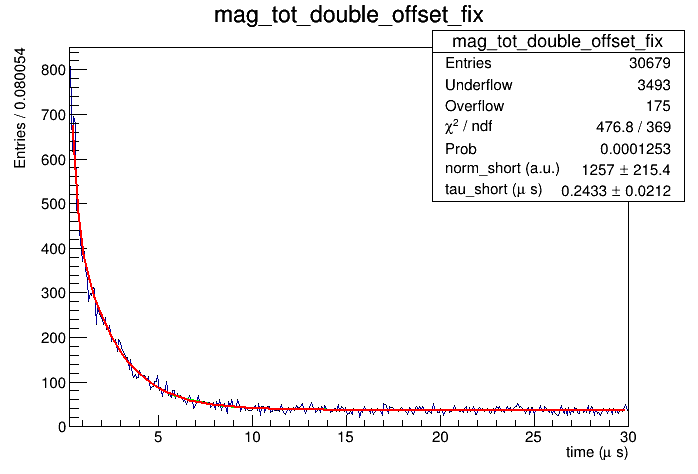 mag_tot_double_offset_fix
mag_tot_double_offset_fix
Entries 30679
Underflow 3493
Overflow 175
χ² / ndf 476.8 / 369
Prob 0.0001253
norm_short (a.u.) 1257 ± 215.4
tau_short (μ s) 0.2433 ± 0.0212
Entries / 0.080054
800
700
600
500
400
300
200
100
0
5 10 15 20 25 30
time (μ s)